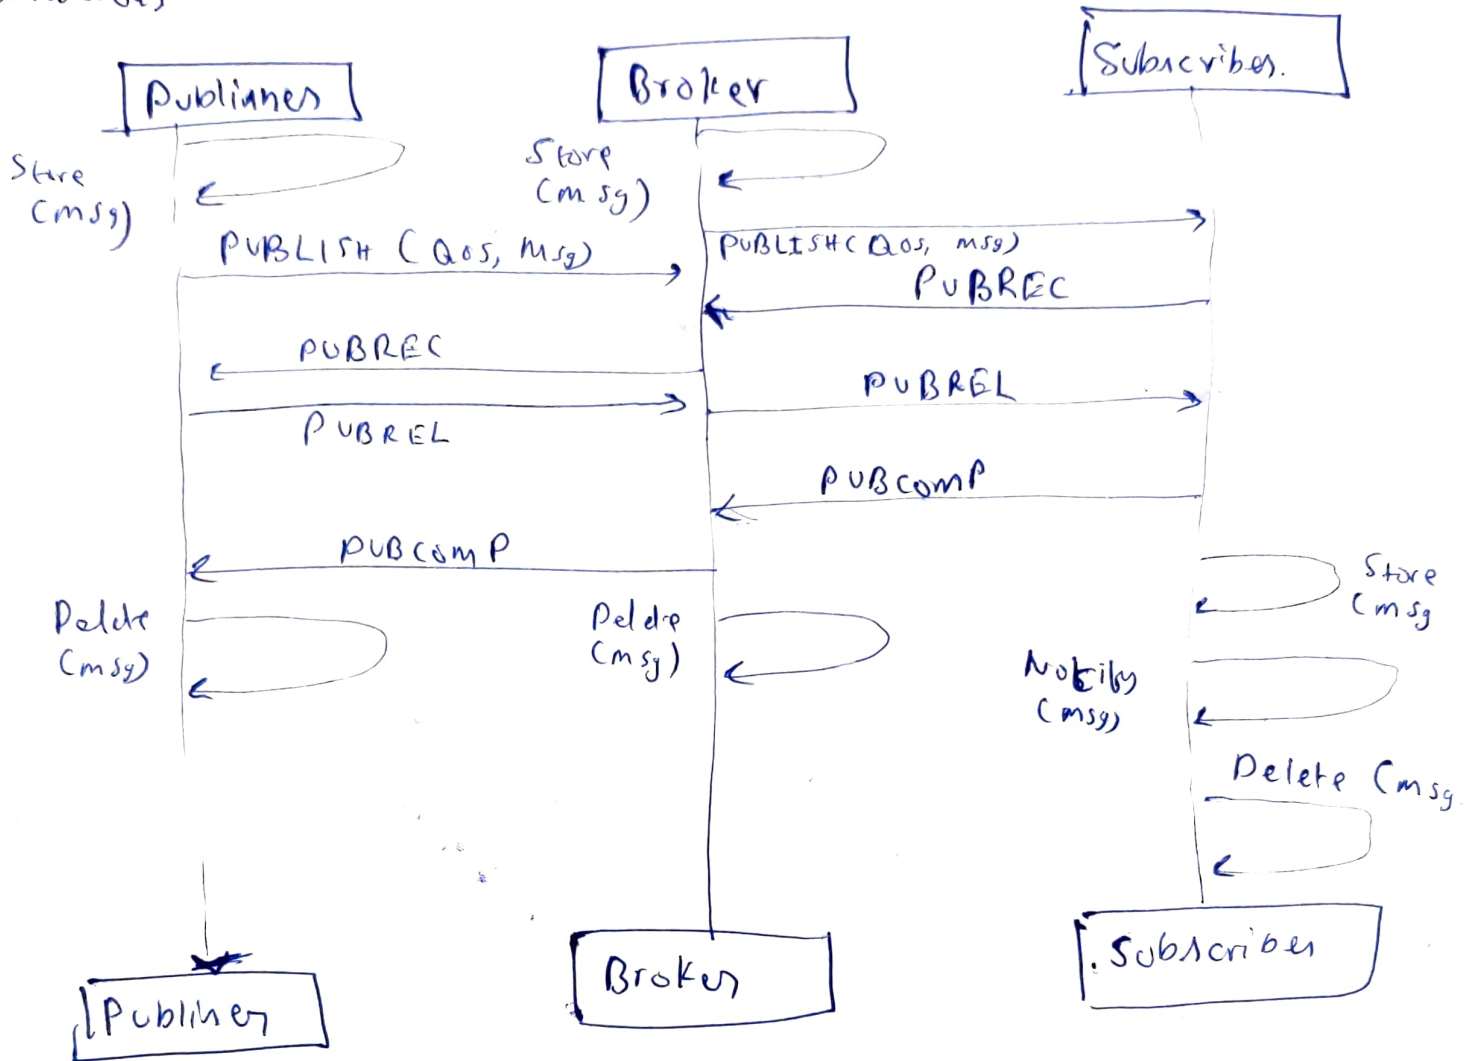 Publisher
Broker
Subscriber.
Store
(msg)
Store
(msg)
PUBLISH (QoS, Msg)
PUBLISH( QoS, msg)
PUBREC
PUBREC
PUBREL
PUBREL
PUBcomP
PUBcomP
Store
(msg
Delete
(msg)
Delete
(msg)
Notify
(msg)
Delete (msg
Publisher
Broker
Subscriber